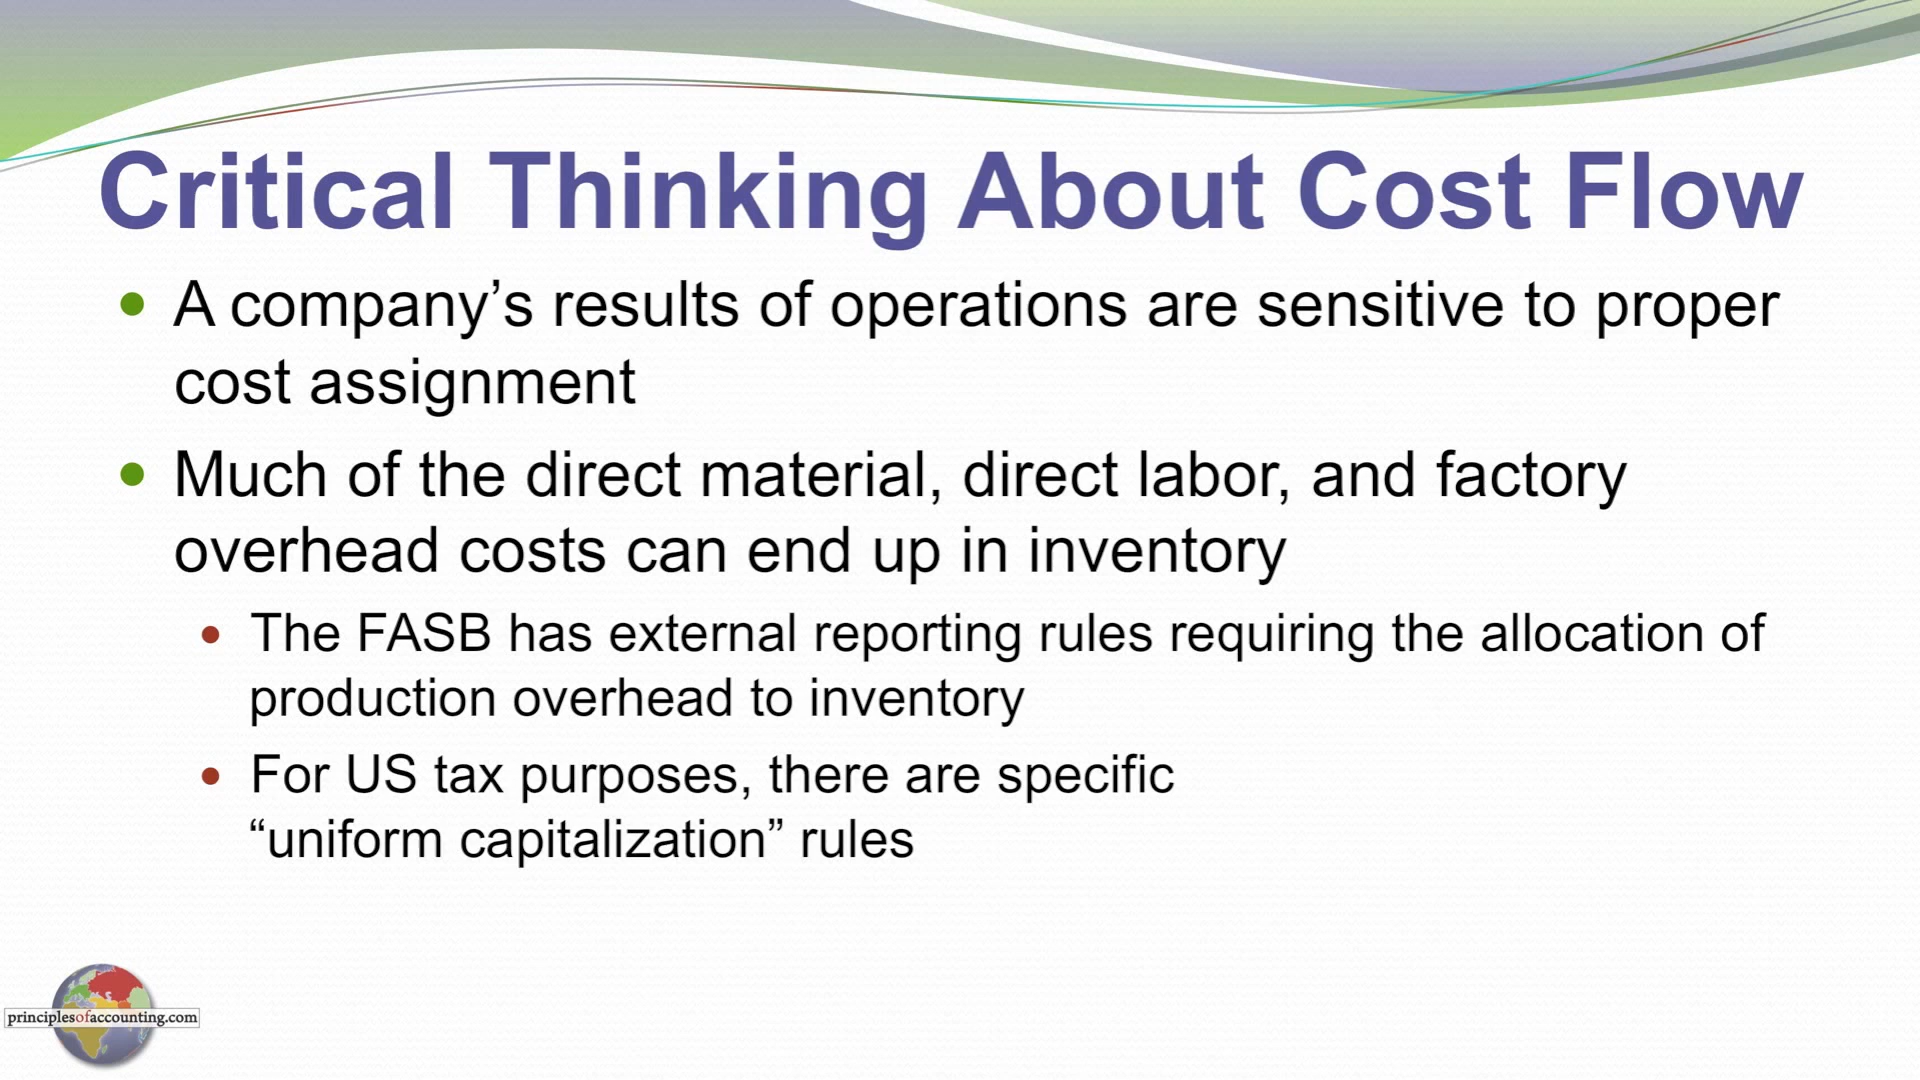 Critical Thinking About Cost Flow
A company’s results of operations are sensitive to proper
cost assignment
Much of the direct material, direct labor, and factory
overhead costs can end up in inventory
The FASB has external reporting rules requiring the allocation of
production overhead to inventory
For US tax purposes, there are specific
“uniform capitalization” rules
principlesofaccounting.com